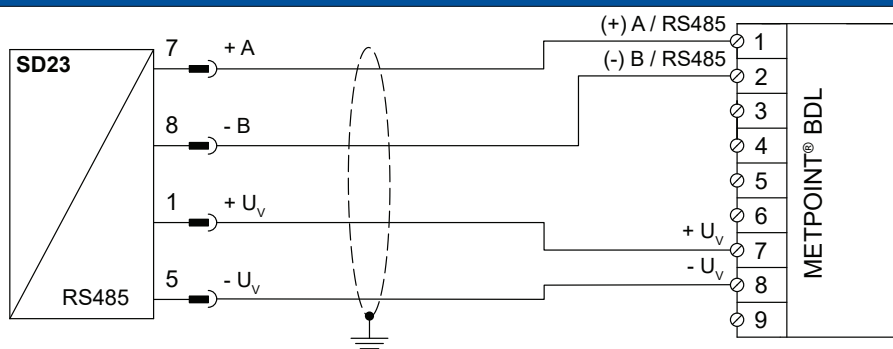 SD23
RS485
7 + A
8 - B
1 + Uv
5 - Uv
(+) A / RS485
(-) B / RS485
+ Uv
- Uv
1
2
3
4
5
6
7
8
9
METPOINT® BDL